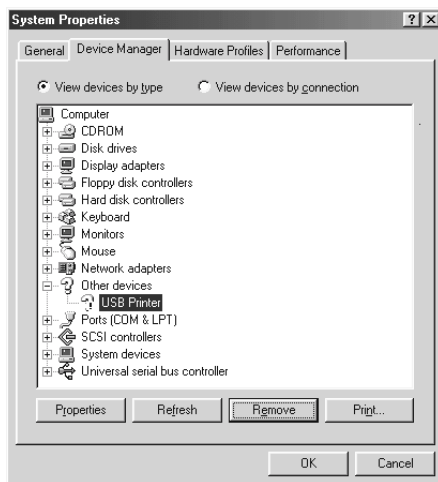 System Properties
General Device Manager Hardware Profiles Performance
View devices by type View devices by connection
Computer
CDROM
Disk drives
Display adapters
Floppy disk controllers
Hard disk controllers
Keyboard
Monitors
Mouse
Network adapters
Other devices
USB Printer
Ports (COM & LPT)
SCSI controllers
System devices
Universal serial bus controller
Properties Refresh Remove Print...
OK Cancel